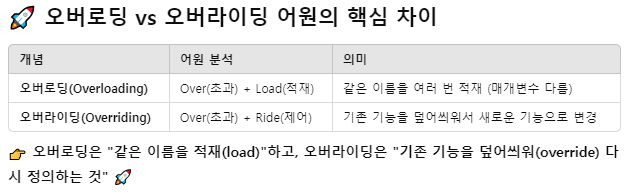 🚀 오버로딩 vs 오버라이딩 어원의 핵심 차이
개념 어원 분석 의미
오버로딩(Overloading) Over(초과) + Load(적재) 같은 이름을 여러 번 적재 (매개변수 다름)
오버라이딩(Overriding) Over(초과) + Ride(제어) 기존 기능을 덮어씌워서 새로운 기능으로 변경
👉 오버로딩은 "같은 이름을 적재(load)"하고, 오버라이딩은 "기존 기능을 덮어씌워(override) 다
시 정의하는 것" 🚀